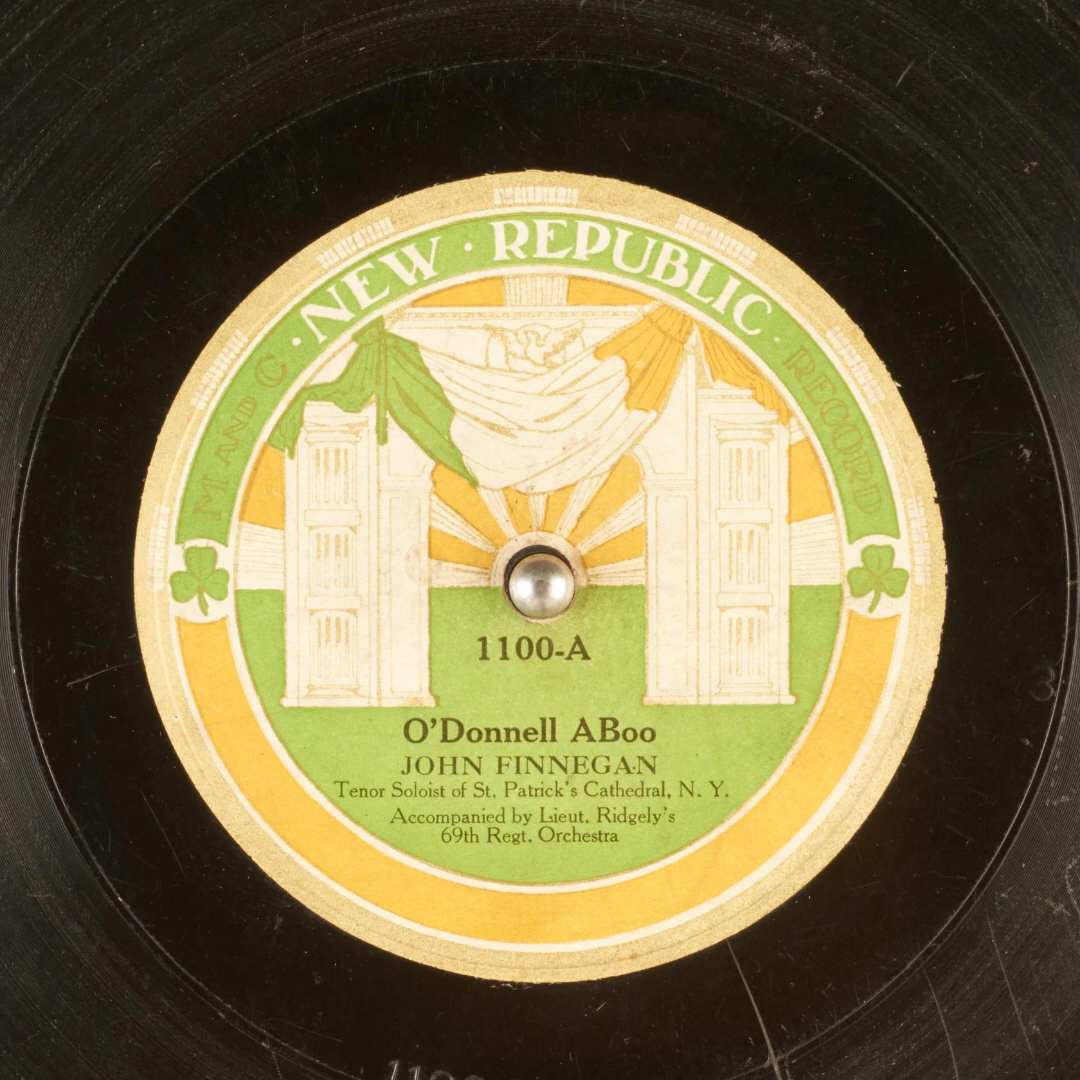 M AND C · NEW · REPUBLIC · RECORD
1100-A
O'Donnell ABoo
JOHN FINNEGAN
Tenor Soloist of St. Patrick's Cathedral, N. Y.
Accompanied by Lieut. Ridgely's
69th Regt. Orchestra